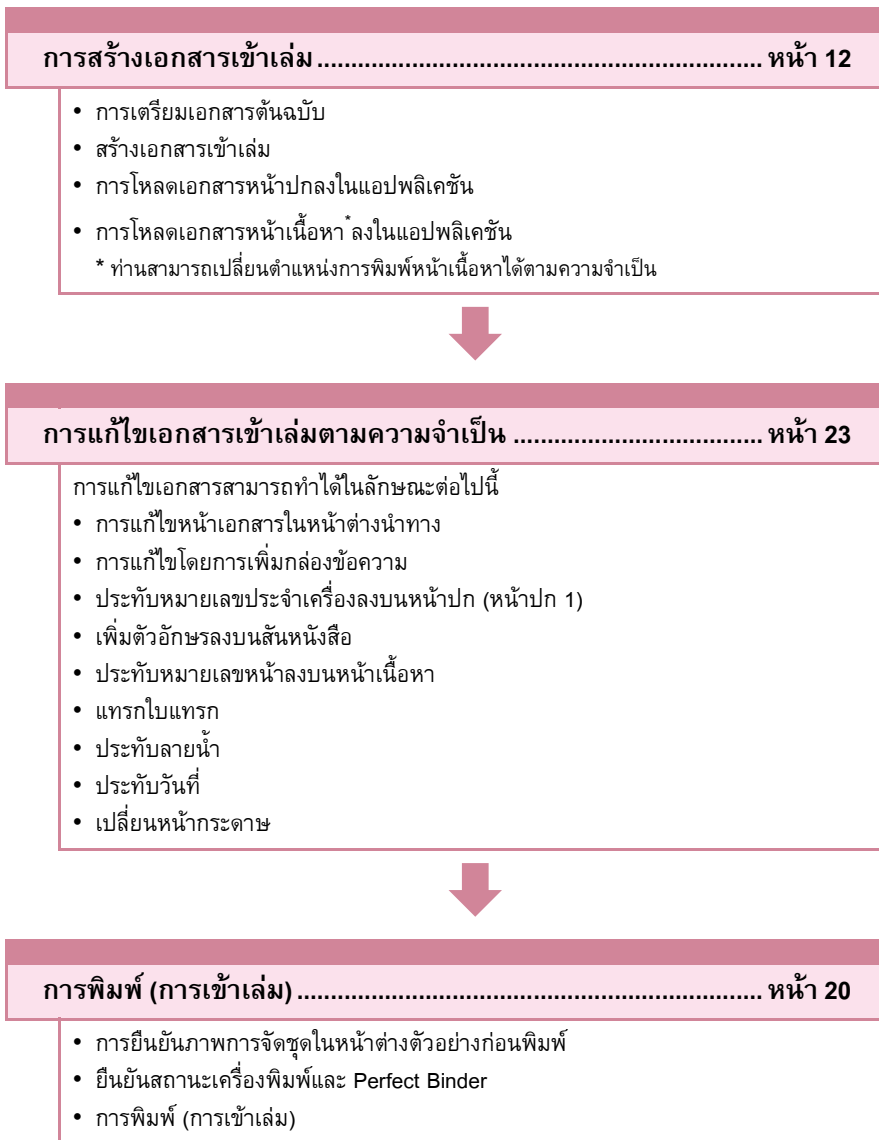 การสร้างเอกสารเข้าเล่ม.................................................................. หน้า 12
• การเตรียมเอกสารต้นฉบับ
• สร้างเอกสารเข้าเล่ม
• การโหลดเอกสารหน้าปกลงในแอปพลิเคชัน
• การโหลดเอกสารหน้าเนื้อหา*ลงในแอปพลิเคชัน
* ท่านสามารถเปลี่ยนตำแหน่งการพิมพ์หน้าเนื้อหาได้ตามความจำเป็น
การแก้ไขเอกสารเข้าเล่มตามความจำเป็น ..................................... หน้า 23
การแก้ไขเอกสารสามารถทำได้ในลักษณะต่อไปนี้
• การแก้ไขหน้าเอกสารในหน้าต่างนำทาง
• การแก้ไขโดยการเพิ่มกล่องข้อความ
• ประทับหมายเลขประจำเครื่องลงบนหน้าปก (หน้าปก 1)
• เพิ่มตัวอักษรลงบนสันหนังสือ
• ประทับหมายเลขหน้าลงบนหน้าเนื้อหา
• แทรกใบแทรก
• ประทับลายน้ำ
• ประทับวันที่
• เปลี่ยนหน้ากระดาษ
การพิมพ์ (การเข้าเล่ม)..................................................................... หน้า 20
• การยืนยันภาพการจัดชุดในหน้าต่างตัวอย่างก่อนพิมพ์
• ยืนยันสถานะเครื่องพิมพ์และ Perfect Binder
• การพิมพ์ (การเข้าเล่ม)